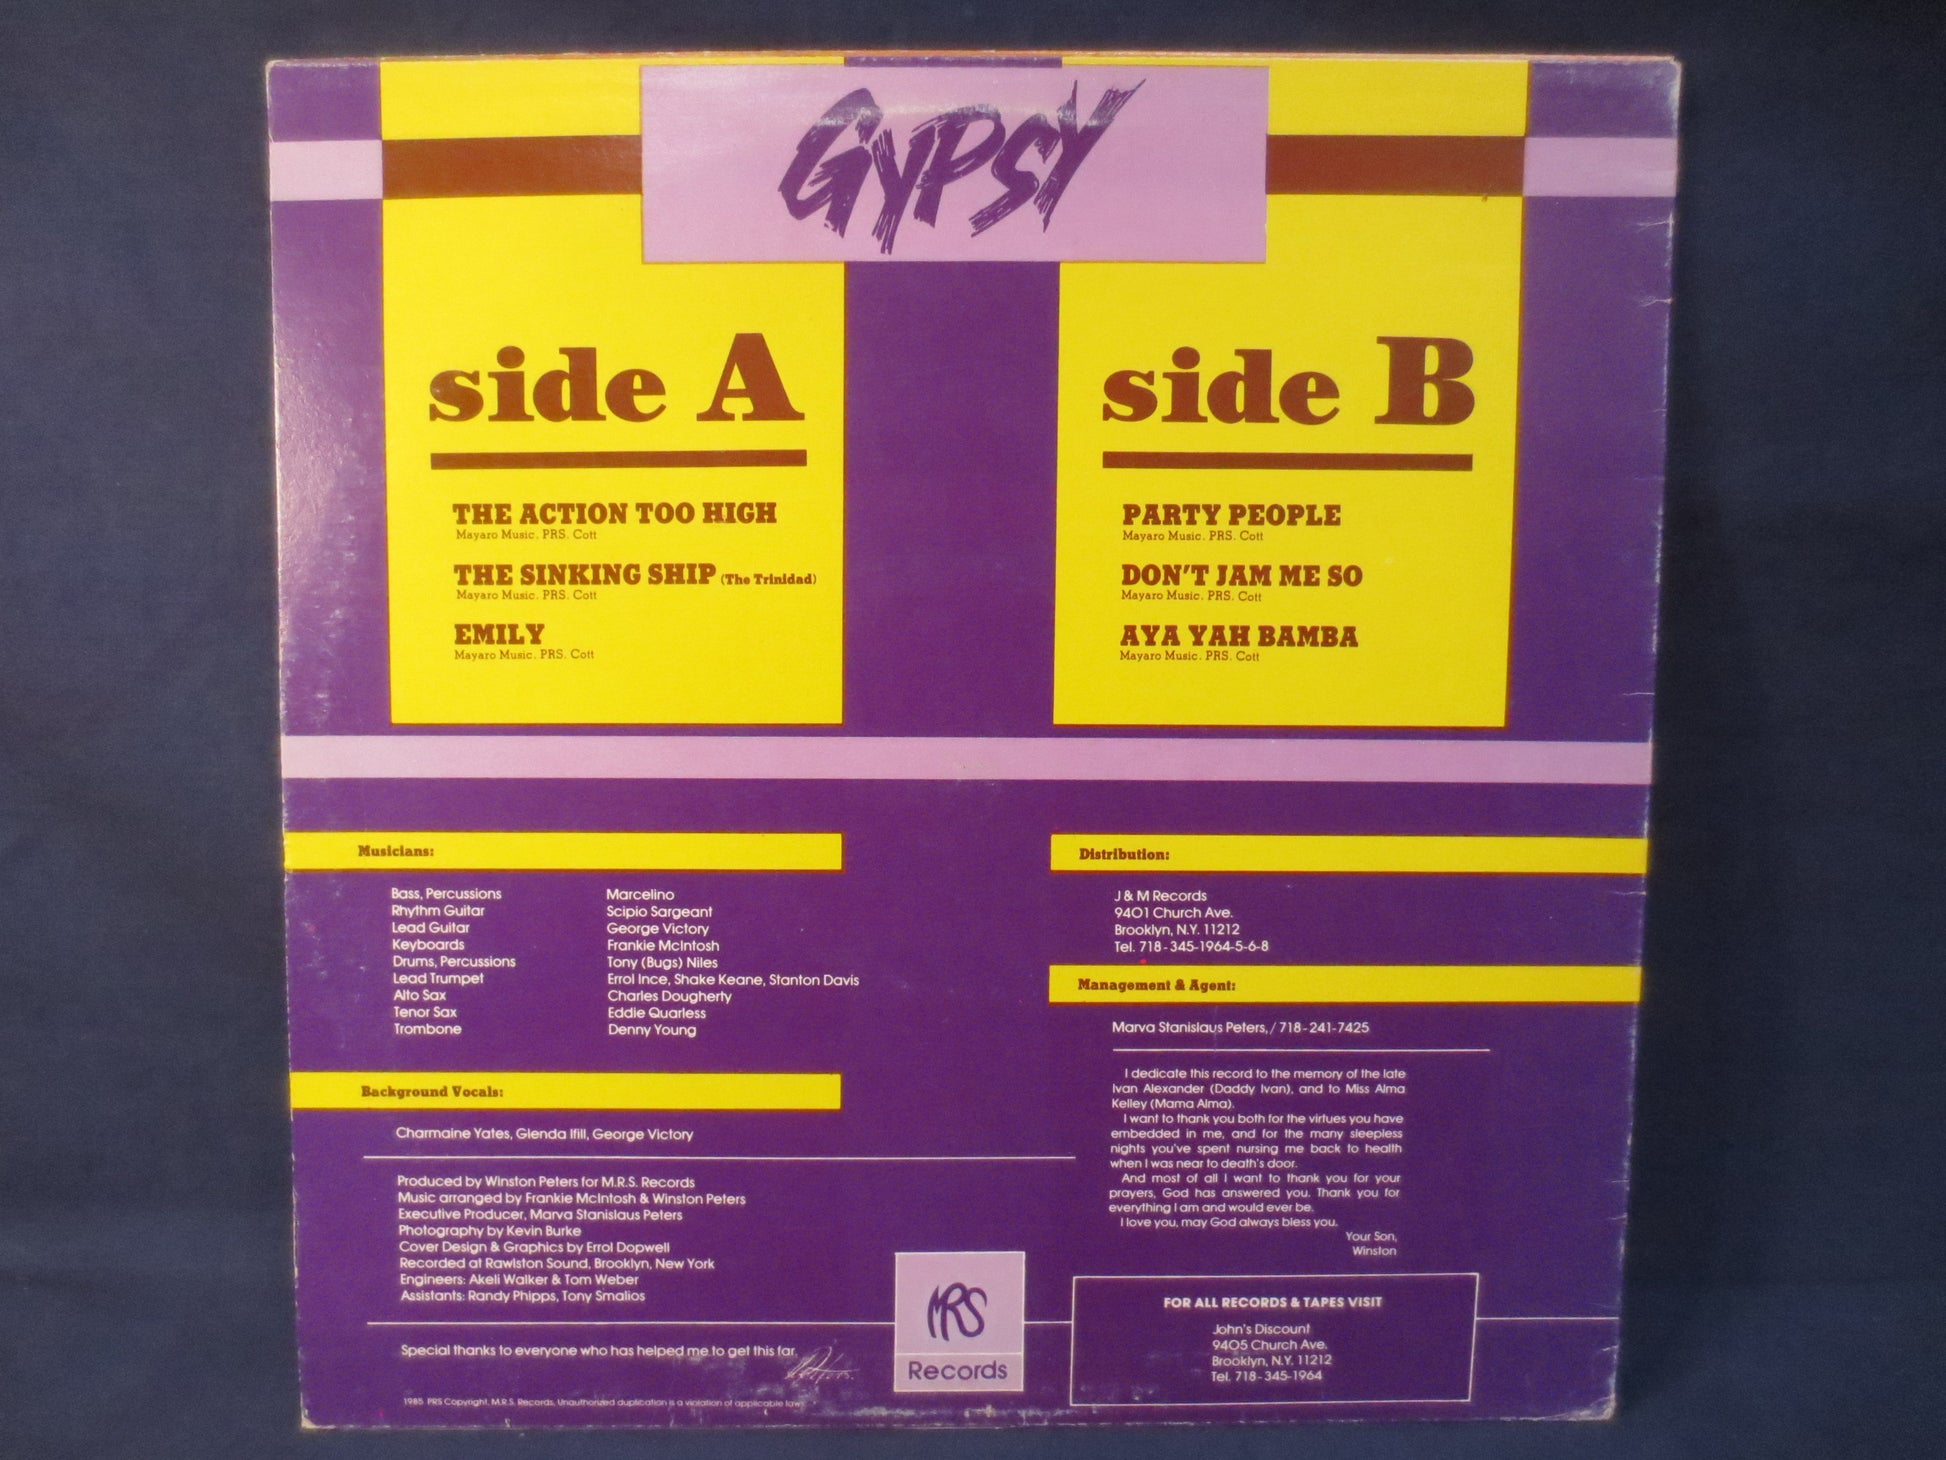 GYPSY
side A
THE ACTION TOO HIGH
Mayaro Music. PRS. Cott
THE SINKING SHIP (The Trinidad)
Mayaro Music. PRS. Cott
EMILY
Mayaro Music. PRS. Cott
side B
PARTY PEOPLE
Mayaro Music. PRS. Cott
DON'T JAM ME SO
Mayaro Music. PRS. Cott
AYA YAH BAMBA
Mayaro Music. PRS. Cott
Musicians:
Bass, Percussions Marcelino
Rhythm Guitar Scipio Sargeant
Lead Guitar George Victory
Keyboards Frankie McIntosh
Drums, Percussions Tony (Bugs) Niles
Lead Trumpet Errol Ince, Shake Keane, Stanton Davis
Alto Sax Charles Dougherty
Tenor Sax Eddie Quarless
Trombone Denny Young
Background Vocals:
Charmaine Yates, Glenda Ifill, George Victory
Produced by Winston Peters for M.R.S. Records
Music arranged by Frankie McIntosh & Winston Peters
Executive Producer, Marva Stanislaus Peters
Photography by Kevin Burke
Cover Design & Graphics by Errol Dopwell
Recorded at Rawlston Sound, Brooklyn, New York
Engineers: Akeli Walker & Tom Weber
Assistants: Randy Phipps, Tony Smalios
Special thanks to everyone who has helped me to get this far.
1985 PRS Copyright. M.R.S. Records. Unauthorized duplication is a violation of applicable laws
MRS
Records
Distribution:
J & M Records
9401 Church Ave.
Brooklyn, N.Y. 11212
Tel. 718-345-1964-5-6-8
Management & Agent:
Marva Stanislaus Peters, / 718-241-7425
I dedicate this record to the memory of the late
Ivan Alexander (Daddy Ivan), and to Miss Alma
Kelley (Mama Alma).
I want to thank you both for the virtues you have
embedded in me, and for the many sleepless
nights you've spent nursing me back to health
when I was near to death's door.
And most of all I want to thank you for your
prayers, God has answered you. Thank you for
everything I am and would ever be.
I love you, may God always bless you.
Your Son,
Winston
FOR ALL RECORDS & TAPES VISIT
John's Discount
9405 Church Ave.
Brooklyn, N.Y. 11212
Tel. 718-345-1964